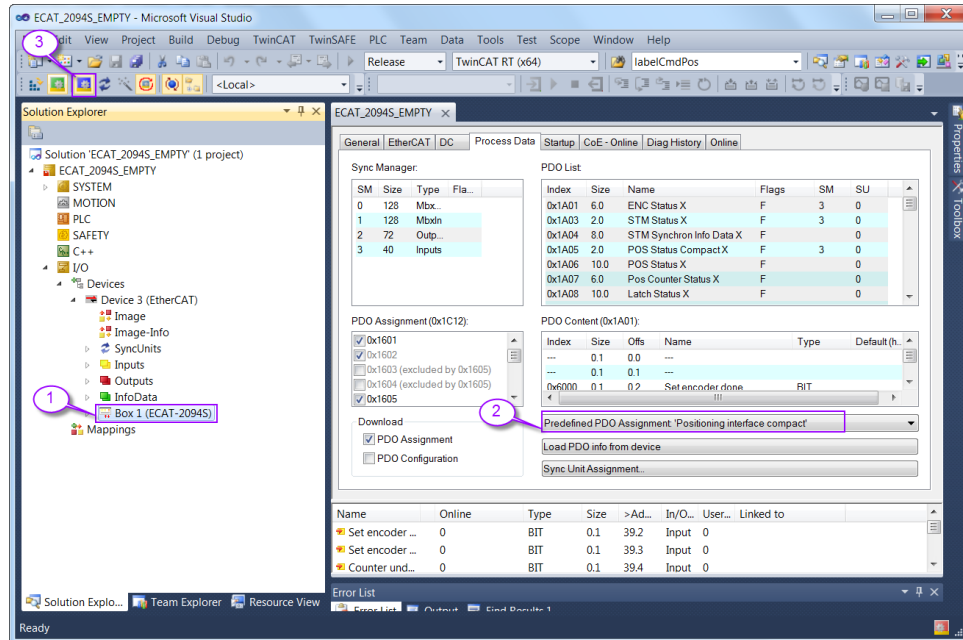 ECAT_2094S_EMPTY - Microsoft Visual Studio
3
Edit View Project Build Debug TwinCAT TwinSAFE PLC Team Data Tools Test Scope Window Help
Release TwinCAT RT (x64) labelCmdPos
<Local>
Solution Explorer
Solution 'ECAT_2094S_EMPTY' (1 project)
ECAT_2094S_EMPTY
SYSTEM
MOTION
PLC
SAFETY
C++
I/O
Devices
Device 3 (EtherCAT)
Image
Image-Info
SyncUnits
Inputs
Outputs
InfoData
1
Box 1 (ECAT-2094S)
Mappings
Solution Explo... Team Explorer Resource View
ECAT_2094S_EMPTY
General EtherCAT DC Process Data Startup CoE - Online Diag History Online
Sync Manager:
SM Size Type Fla...
0 128 Mbx...
1 128 MbxIn
2 72 Outp...
3 40 Inputs
PDO List:
Index Size Name Flags SM SU
0x1A01 6.0 ENC Status X F 3 0
0x1A03 2.0 STM Status X F 3 0
0x1A04 8.0 STM Synchron Info Data X F 0
0x1A05 2.0 POS Status Compact X F 3 0
0x1A06 10.0 POS Status X F 0
0x1A07 6.0 Pos Counter Status X F 0
0x1A08 10.0 Latch Status X F 0
PDO Assignment (0x1C12):
0x1601
0x1602
0x1603 (excluded by 0x1605)
0x1604 (excluded by 0x1605)
0x1605
PDO Content (0x1A01):
Index Size Offs Name Type Default (h...
--- 0.1 0.0 ---
--- 0.1 0.1 ---
0x6000 0.1 0.2 Set encoder done BIT
2
Download
PDO Assignment
PDO Configuration
Predefined PDO Assignment: 'Positioning interface compact'
Load PDO info from device
Sync Unit Assignment...
Name Online Type Size >Ad... In/O... User... Linked to
Set encoder ... 0 BIT 0.1 39.2 Input 0
Set encoder ... 0 BIT 0.1 39.3 Input 0
Counter und... 0 BIT 0.1 39.4 Input 0
Error List
Error List Output Find Results 1
Properties
Toolbox
Ready